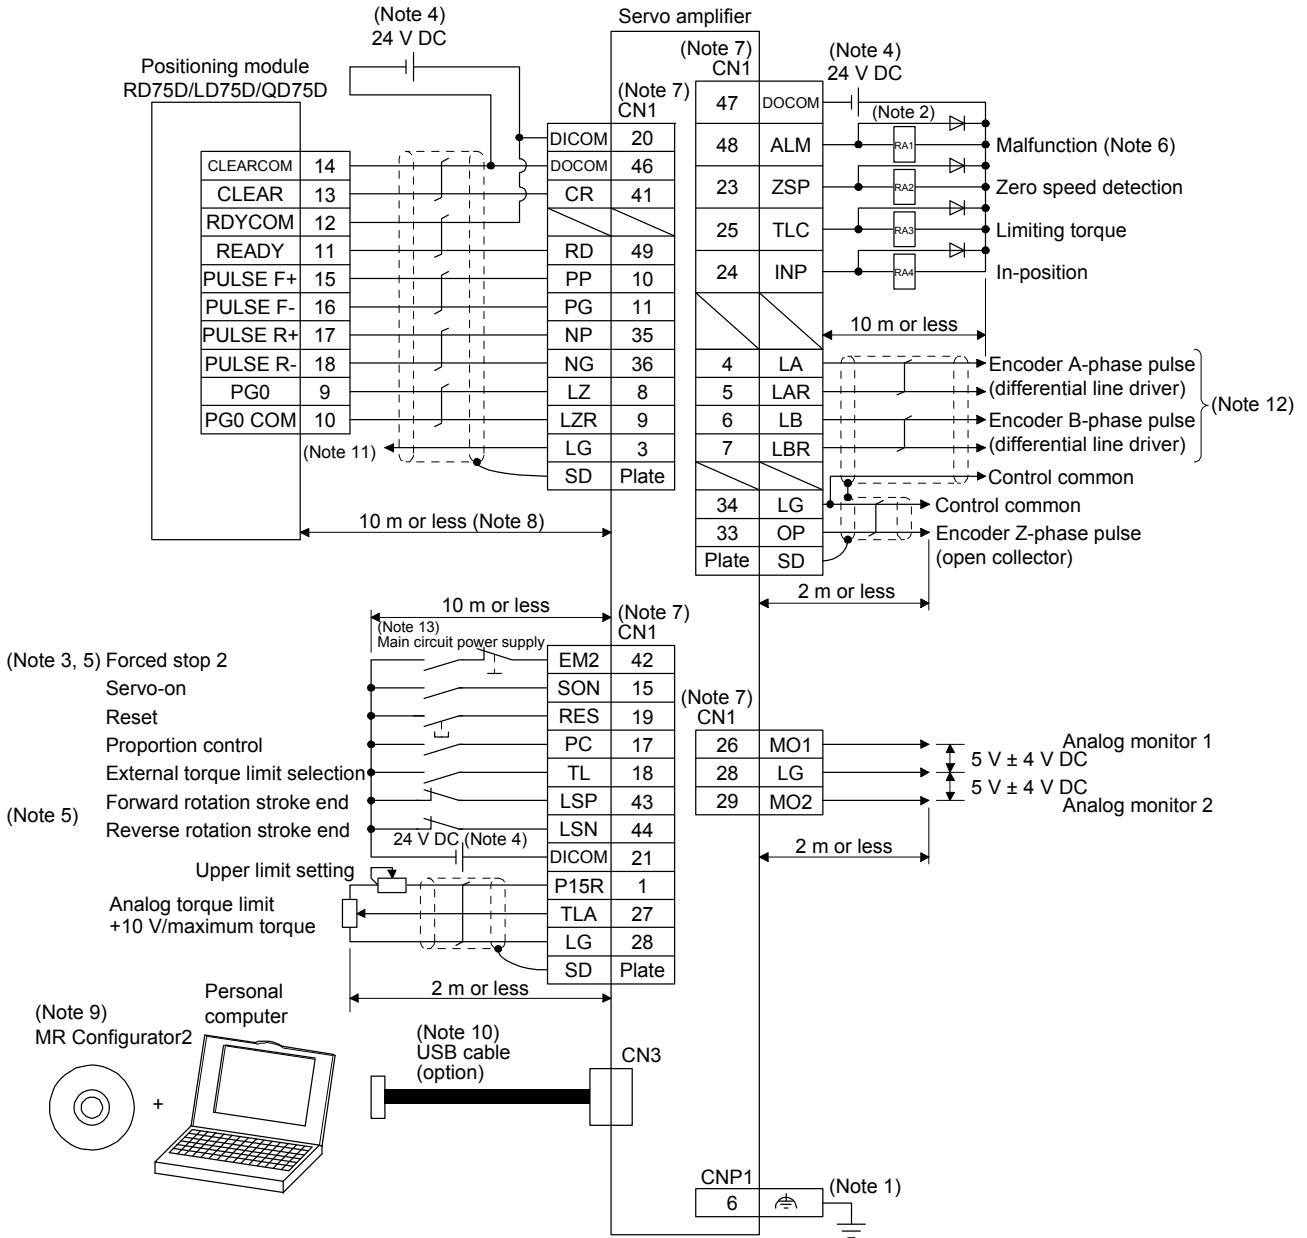 Servo amplifier
(Note 4)
24 V DC
Positioning module
RD75D/LD75D/QD75D
(Note 7)
CN1
DICOM 20
CLEARCOM 14 DOCOM 46
CLEAR 13 CR 41
RDYCOM 12
READY 11 RD 49
PULSE F+ 15 PP 10
PULSE F- 16 PG 11
PULSE R+ 17 NP 35
PULSE R- 18 NG 36
PG0 9 LZ 8
PG0 COM 10 LZR 9
(Note 11) LG 3
SD Plate
10 m or less (Note 8)
(Note 7)
CN1
(Note 4)
24 V DC
47 DOCOM
(Note 2)
48 ALM RA1 Malfunction (Note 6)
23 ZSP RA2 Zero speed detection
25 TLC RA3 Limiting torque
24 INP RA4 In-position
10 m or less
4 LA Encoder A-phase pulse
5 LAR (differential line driver)
6 LB Encoder B-phase pulse
7 LBR (differential line driver)
(Note 12)
Control common
34 LG Control common
33 OP Encoder Z-phase pulse
(open collector)
Plate SD
2 m or less
10 m or less
(Note 7)
CN1
(Note 13)
Main circuit power supply
(Note 3, 5) Forced stop 2 EM2 42
Servo-on SON 15
Reset RES 19
Proportion control PC 17
External torque limit selection TL 18
Forward rotation stroke end LSP 43
(Note 5)
Reverse rotation stroke end LSN 44
24 V DC (Note 4)
DICOM 21
Upper limit setting P15R 1
Analog torque limit
+10 V/maximum torque
TLA 27
LG 28
SD Plate
2 m or less
(Note 7)
CN1
26 MO1 Analog monitor 1
5 V ± 4 V DC
28 LG
5 V ± 4 V DC
29 MO2 Analog monitor 2
2 m or less
(Note 9)
MR Configurator2
+
Personal
computer
(Note 10)
USB cable
(option)
CN3
CNP1
6 (Note 1)